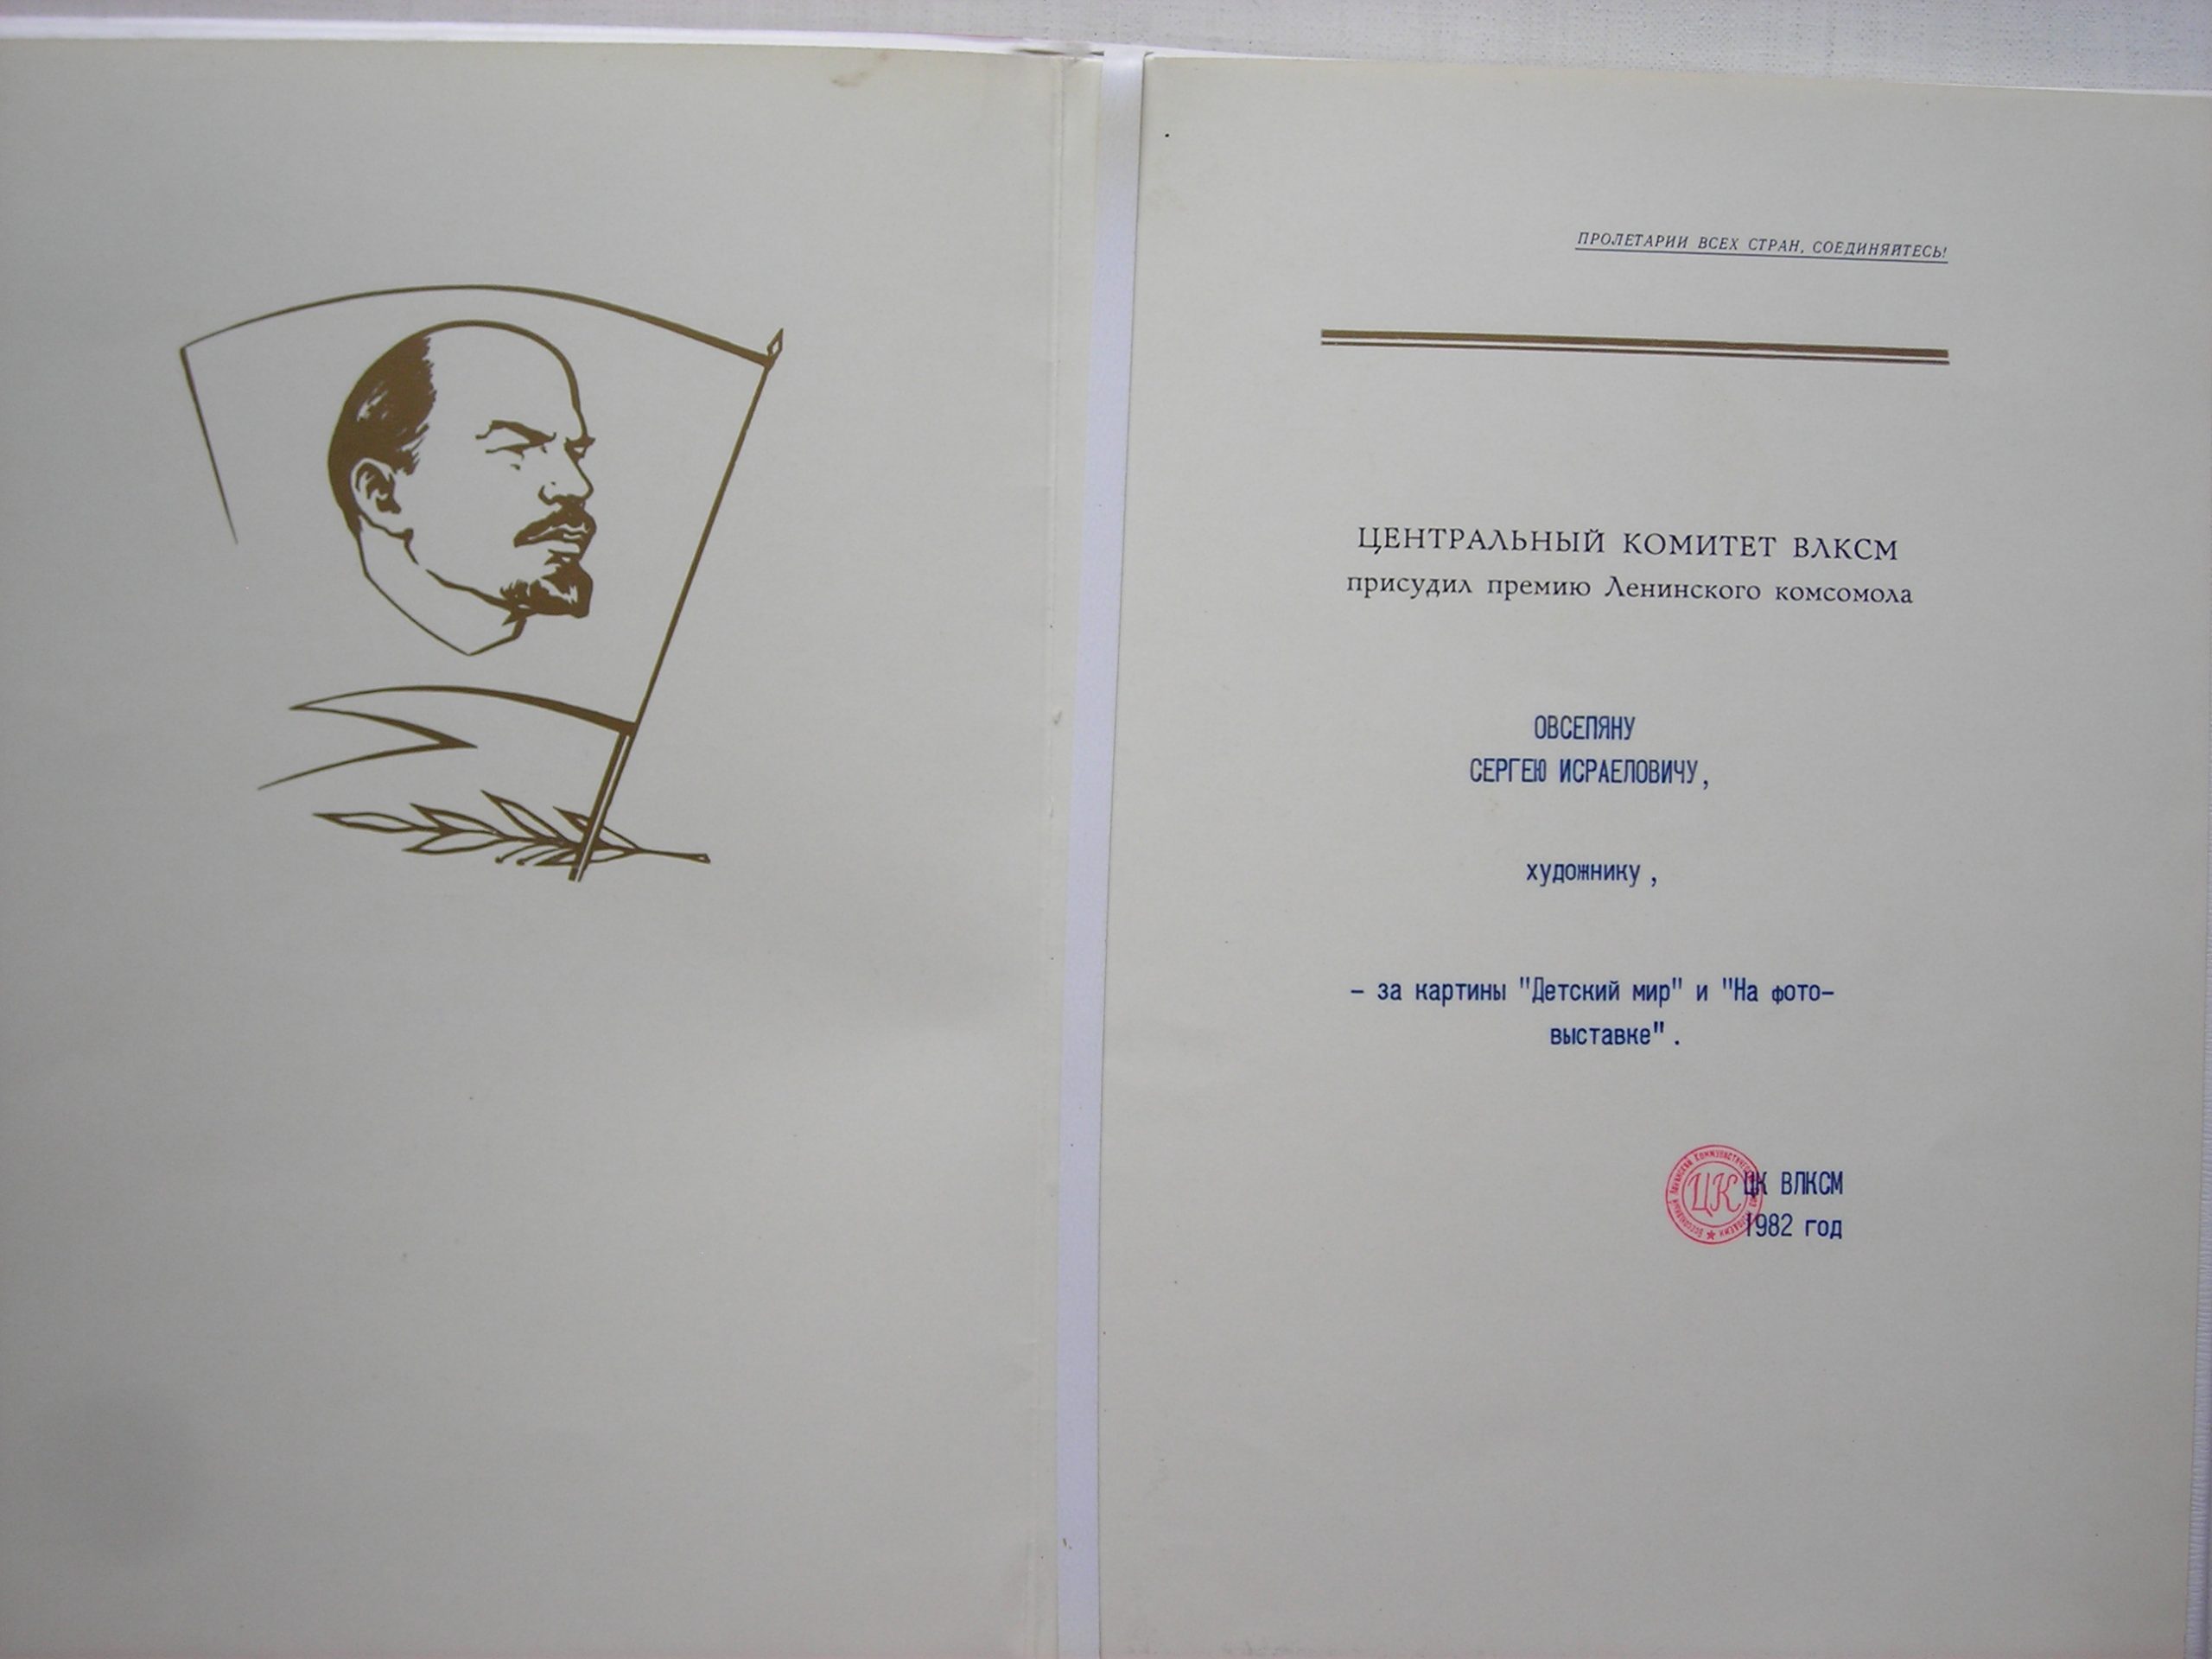 ПРОЛЕТАРИИ ВСЕХ СТРАН, СОЕДИНЯЙТЕСЬ!
ЦЕНТРАЛЬНЫЙ КОМИТЕТ ВЛКСМ
присудил премию Ленинского комсомола
ОВСЕПЯНУ
СЕРГЕЮ ИСРАЕЛОВИЧУ,
художнику,
– за картины "Детский мир" и "На фото-
выставке".
ЦК
ЦК ВЛКСМ
1982 год